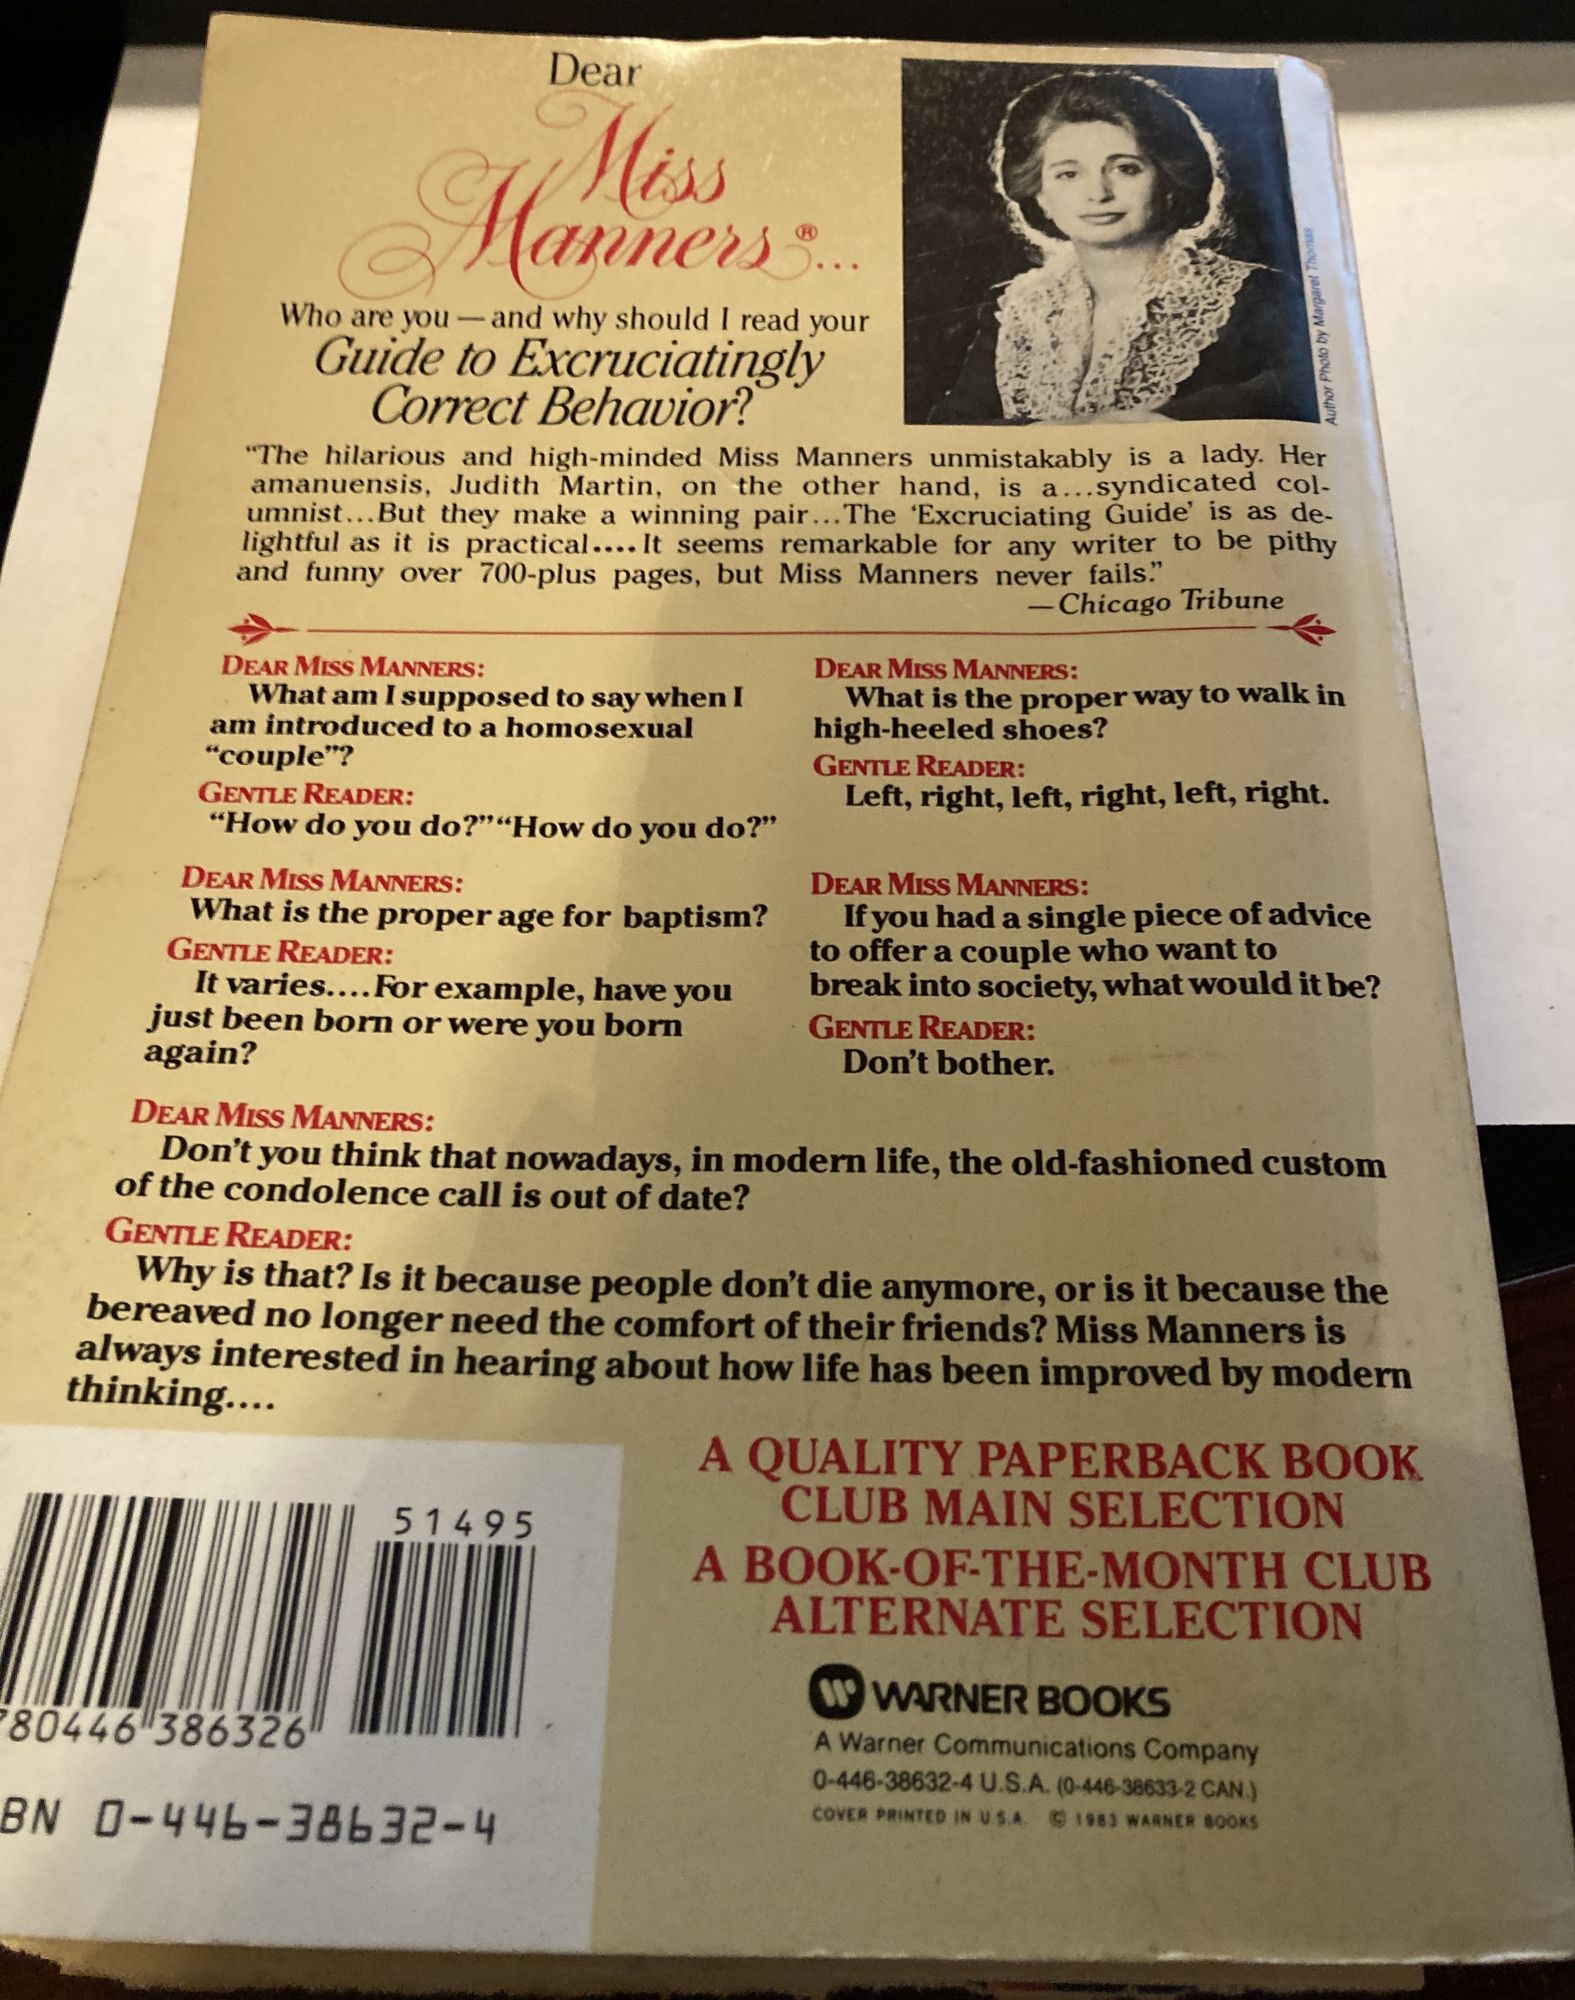 Dear
Miss
Manners®...
Who are you — and why should I read your
Guide to Excruciatingly
Correct Behavior?
Author Photo by Margaret Thomas
“The hilarious and high-minded Miss Manners unmistakably is a lady. Her
amanuensis, Judith Martin, on the other hand, is a...syndicated col-
umnist...But they make a winning pair...The ‘Excruciating Guide’ is as de-
lightful as it is practical....It seems remarkable for any writer to be pithy
and funny over 700-plus pages, but Miss Manners never fails.”
—Chicago Tribune
DEAR MISS MANNERS:
What am I supposed to say when I
am introduced to a homosexual
“couple”?
GENTLE READER:
“How do you do?” “How do you do?”
DEAR MISS MANNERS:
What is the proper way to walk in
high-heeled shoes?
GENTLE READER:
Left, right, left, right, left, right.
DEAR MISS MANNERS:
What is the proper age for baptism?
GENTLE READER:
It varies....For example, have you
just been born or were you born
again?
DEAR MISS MANNERS:
If you had a single piece of advice
to offer a couple who want to
break into society, what would it be?
GENTLE READER:
Don’t bother.
DEAR MISS MANNERS:
Don’t you think that nowadays, in modern life, the old-fashioned custom
of the condolence call is out of date?
GENTLE READER:
Why is that? Is it because people don’t die anymore, or is it because the
bereaved no longer need the comfort of their friends? Miss Manners is
always interested in hearing about how life has been improved by modern
thinking....
A QUALITY PAPERBACK BOOK
CLUB MAIN SELECTION
A BOOK-OF-THE-MONTH CLUB
ALTERNATE SELECTION
WARNER BOOKS
A Warner Communications Company
0-446-38632-4 U.S.A. (0-446-38633-2 CAN.)
COVER PRINTED IN U.S.A. © 1983 WARNER BOOKS
51495
780446 386326
BN 0-446-38632-4